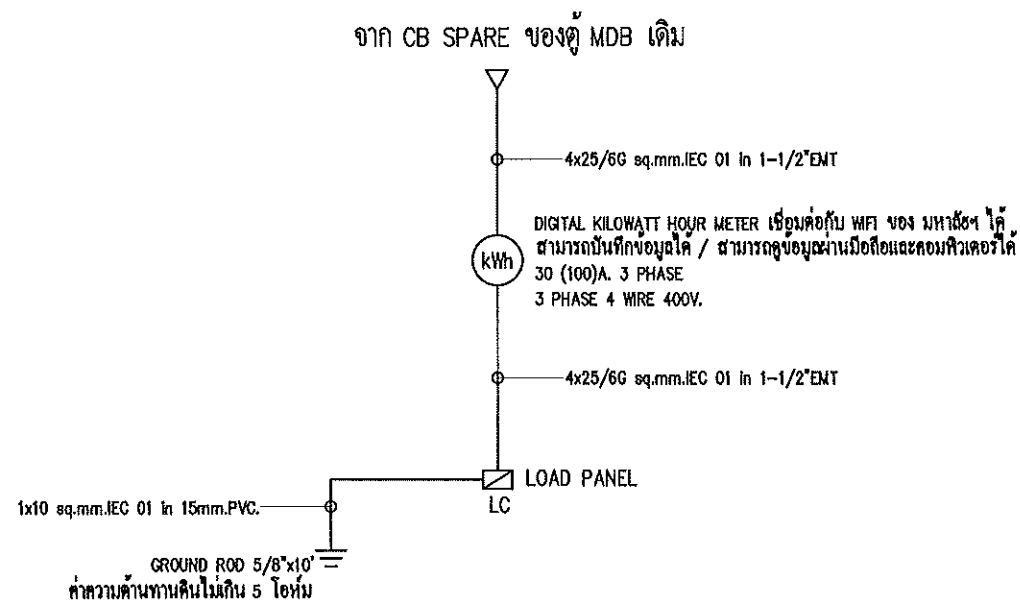 จาก CB SPARE ของตู้ MDB เดิม
4x25/6G sq.mm.IEC 01 in 1-1/2"EMT
DIGITAL KILOWATT HOUR METER เชื่อมต่อกับ WIFI ของ มหาลัยฯ ได้
สามารถบันทึกข้อมูลได้ / สามารถดูข้อมูลผ่านมือถือและคอมพิวเตอร์ได้
kWh
30 (100)A. 3 PHASE
3 PHASE 4 WIRE 400V.
4x25/6G sq.mm.IEC 01 in 1-1/2"EMT
LOAD PANEL
LC
1x10 sq.mm.IEC 01 in 15mm.PVC.
GROUND ROD 5/8"x10'
ค่าความต้านทานดินไม่เกิน 5 โอห์ม